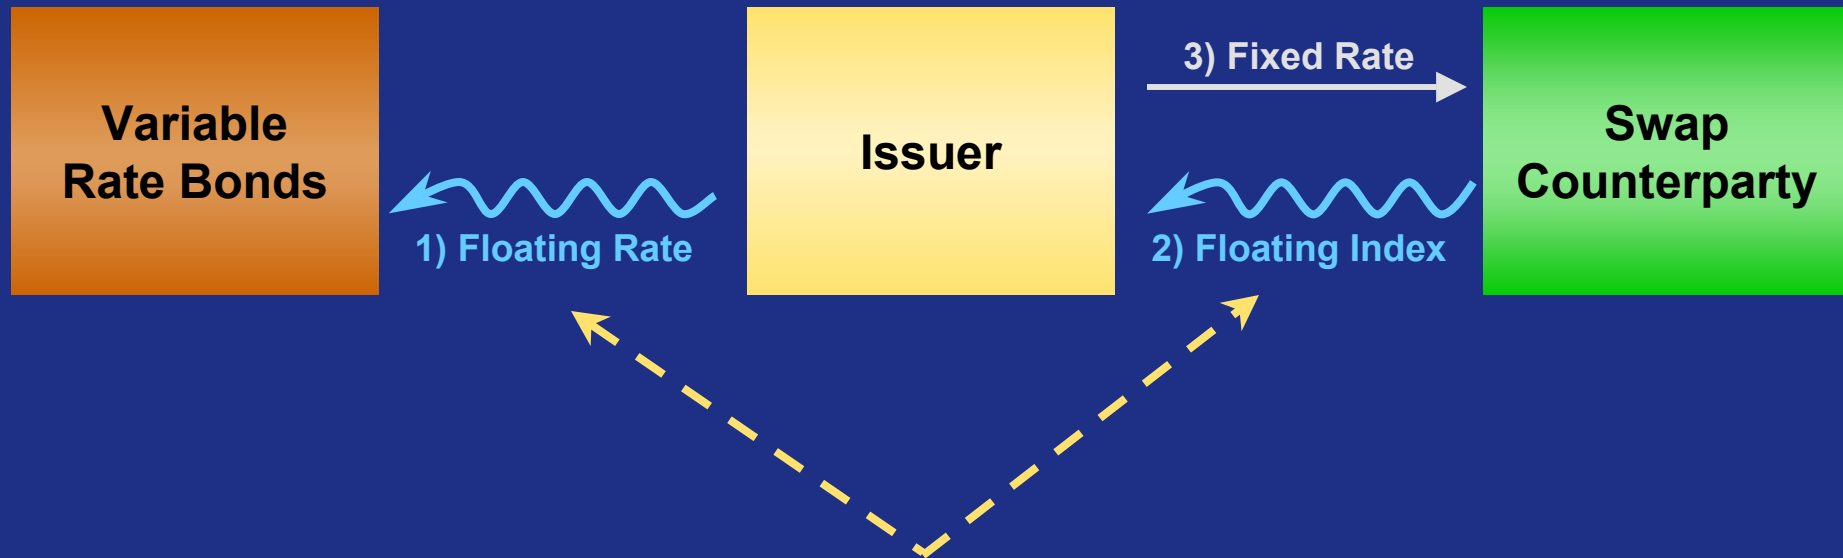 Variable
Rate Bonds
1) Floating Rate
Issuer
3) Fixed Rate
2) Floating Index
Swap
Counterparty